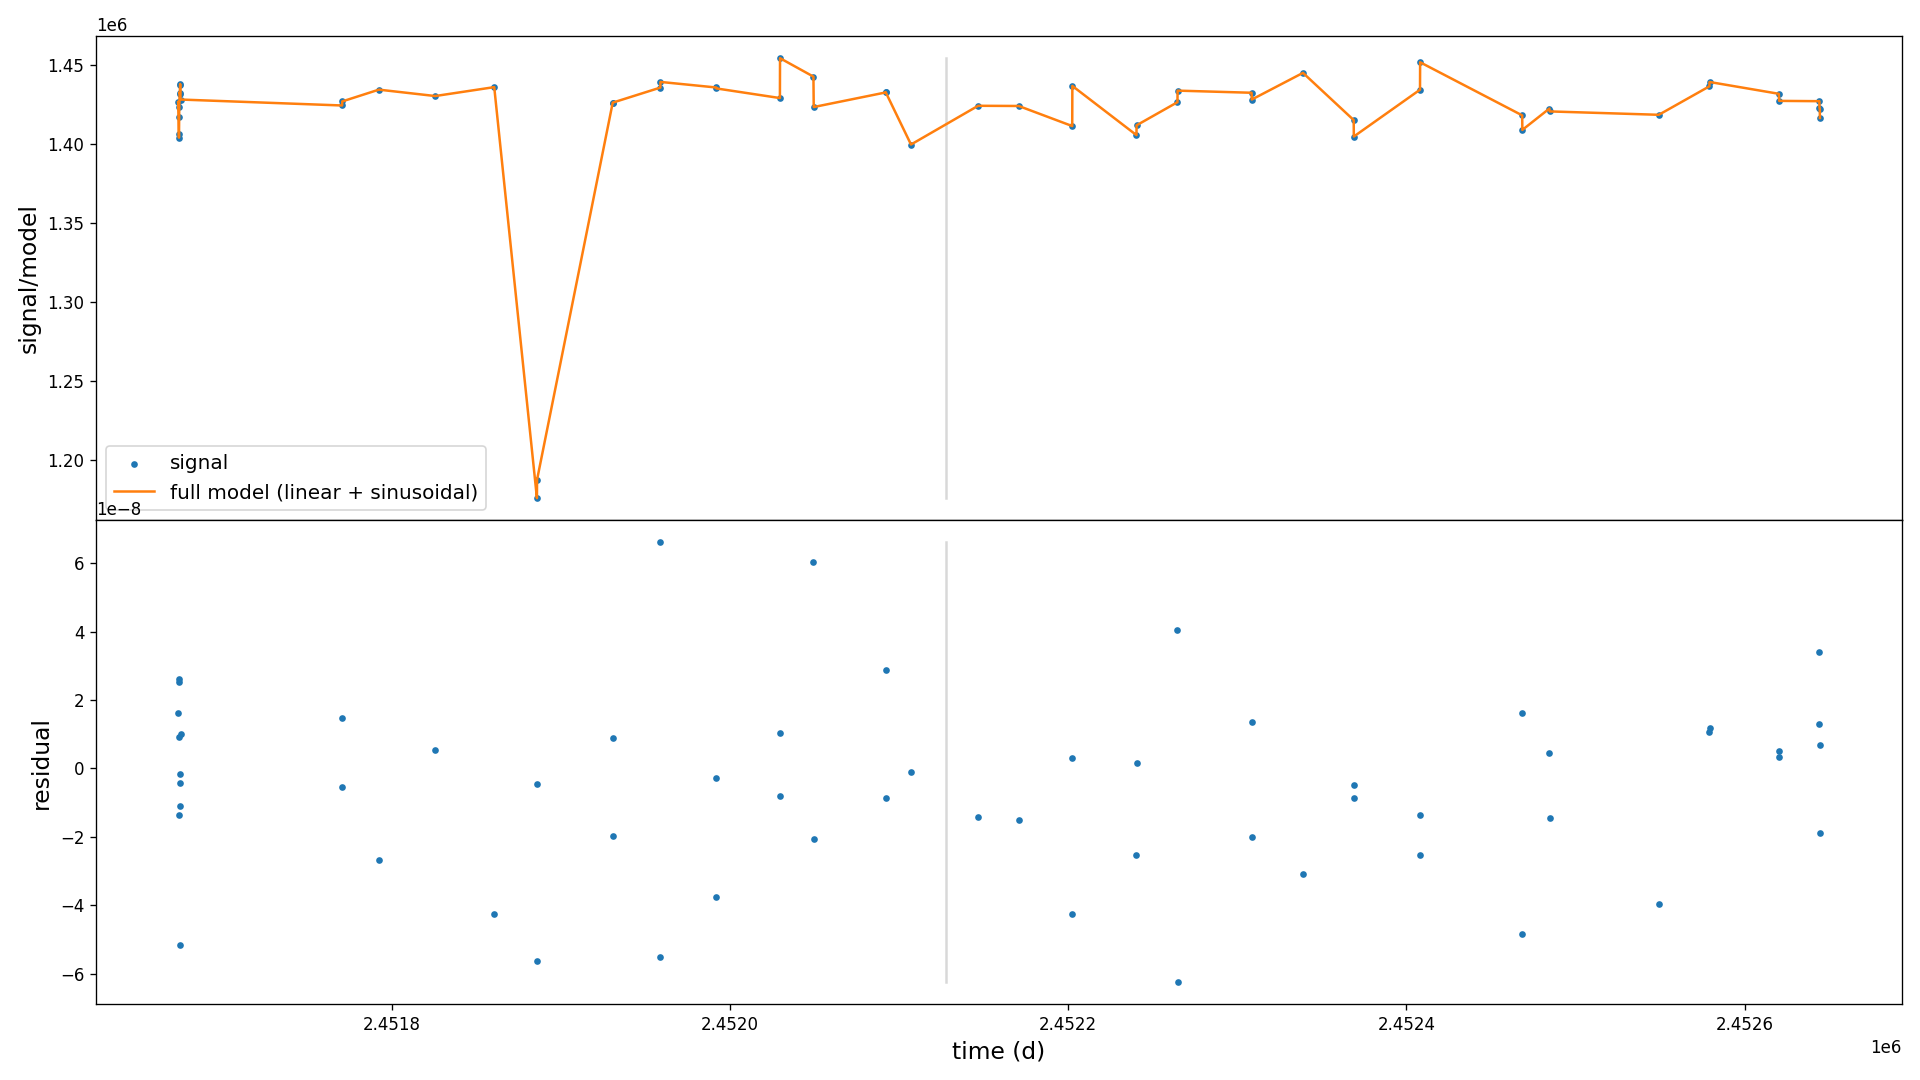 1e6
1.45
1.40
1.35
1.30
1.25
1.20
signal/model
signal
full model (linear + sinusoidal)
1e−8
6
4
2
0
−2
−4
−6
residual
2.4518
2.4520
2.4522
2.4524
2.4526
time (d)
1e6